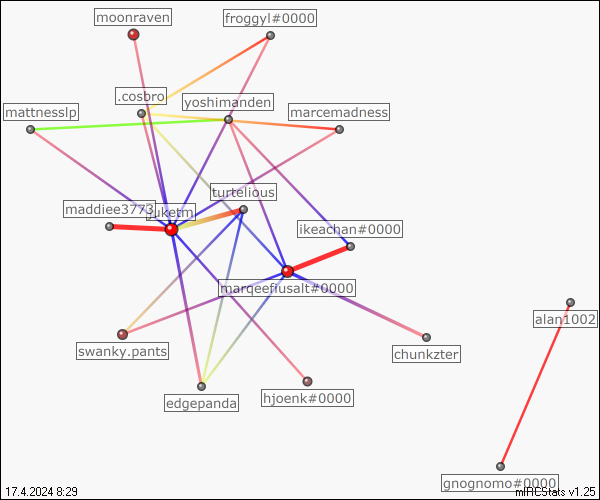 moonraven
froggyl#0000
.cosbro
yoshimanden
mattnesslp
marcemadness
turtelious
maddiee3773
juketm
ikeachan#0000
marqeefiusalt#0000
alan1002
swanky.pants
chunkzter
edgepanda
hjoenk#0000
gnognomo#0000
17.4.2024 8:29
mIRCStats v1.25